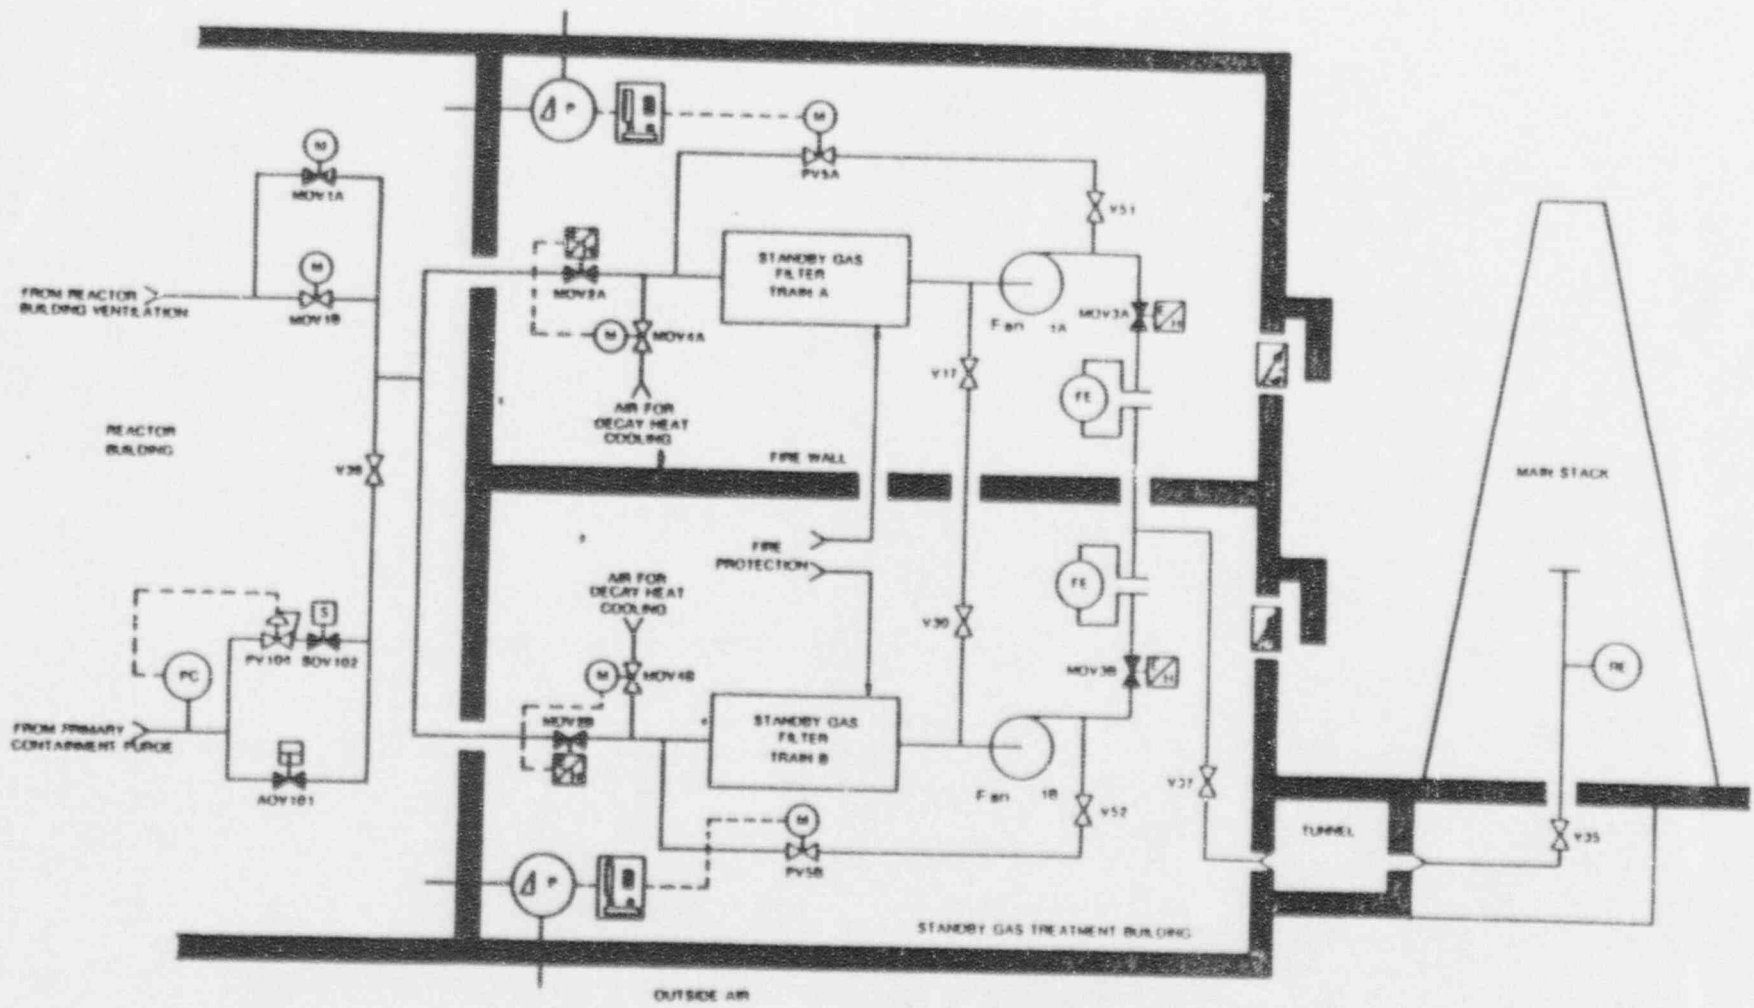 Δ P
M
PV5A
M
MOV1A
V51
STANDBY GAS
FILTER
TRAIN A
M
MOV2A
FROM REACTOR
BUILDING VENTILATION
MOV1B
MOV3A
Fan 1A
M
MOV4A
V17
FE
AIR FOR
DECAY HEAT
COOLING
REACTOR
BUILDING
FIRE WALL
MAIN STACK
FIRE
PROTECTION
AIR FOR
DECAY HEAT
COOLING
FE
S
V30
PV101
SOV102
PC
M
MOV4B
MOV3B
RE
FROM PRIMARY
CONTAINMENT PURGE
MOV2B
STANDBY GAS
FILTER
TRAIN B
Fan 1B
V37
AOV101
V52
M
TUNNEL
V35
PV5B
Δ P
STANDBY GAS TREATMENT BUILDING
OUTSIDE AIR